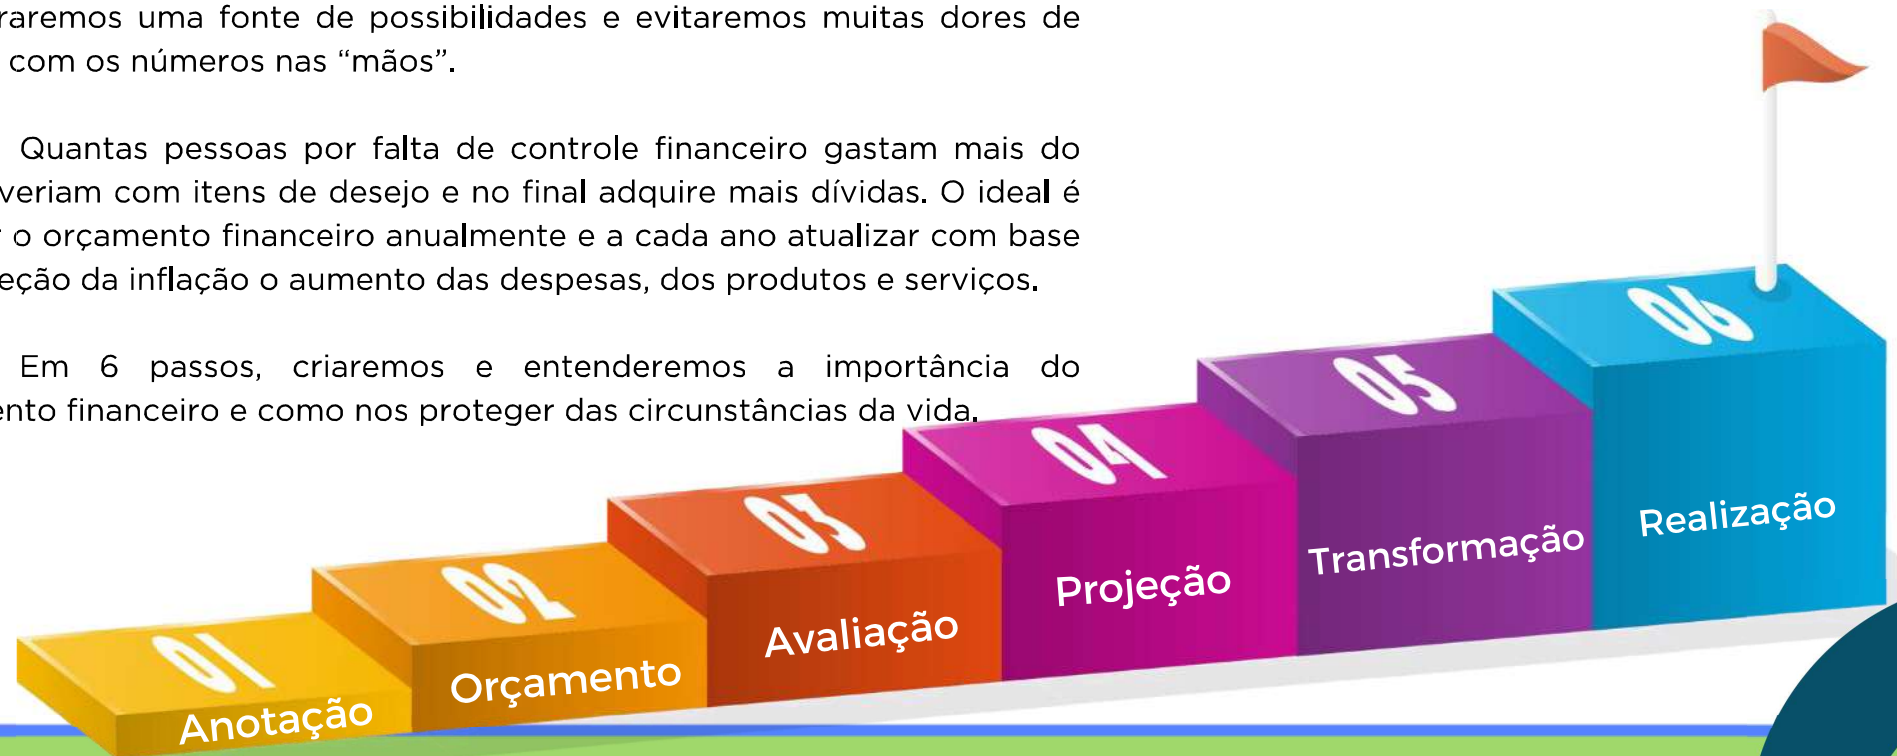 raremos uma fonte de possibilidades e evitaremos muitas dores de
com os números nas “mãos”.
Quantas pessoas por falta de controle financeiro gastam mais do
veriam com itens de desejo e no final adquire mais dívidas. O ideal é
o orçamento financeiro anualmente e a cada ano atualizar com base
eção da inflação o aumento das despesas, dos produtos e serviços.
Em 6 passos, criaremos e entenderemos a importância do
ento financeiro e como nos proteger das circunstâncias da vida.
01
Anotação
02
Orçamento
03
Avaliação
04
Projeção
05
Transformação
06
Realização